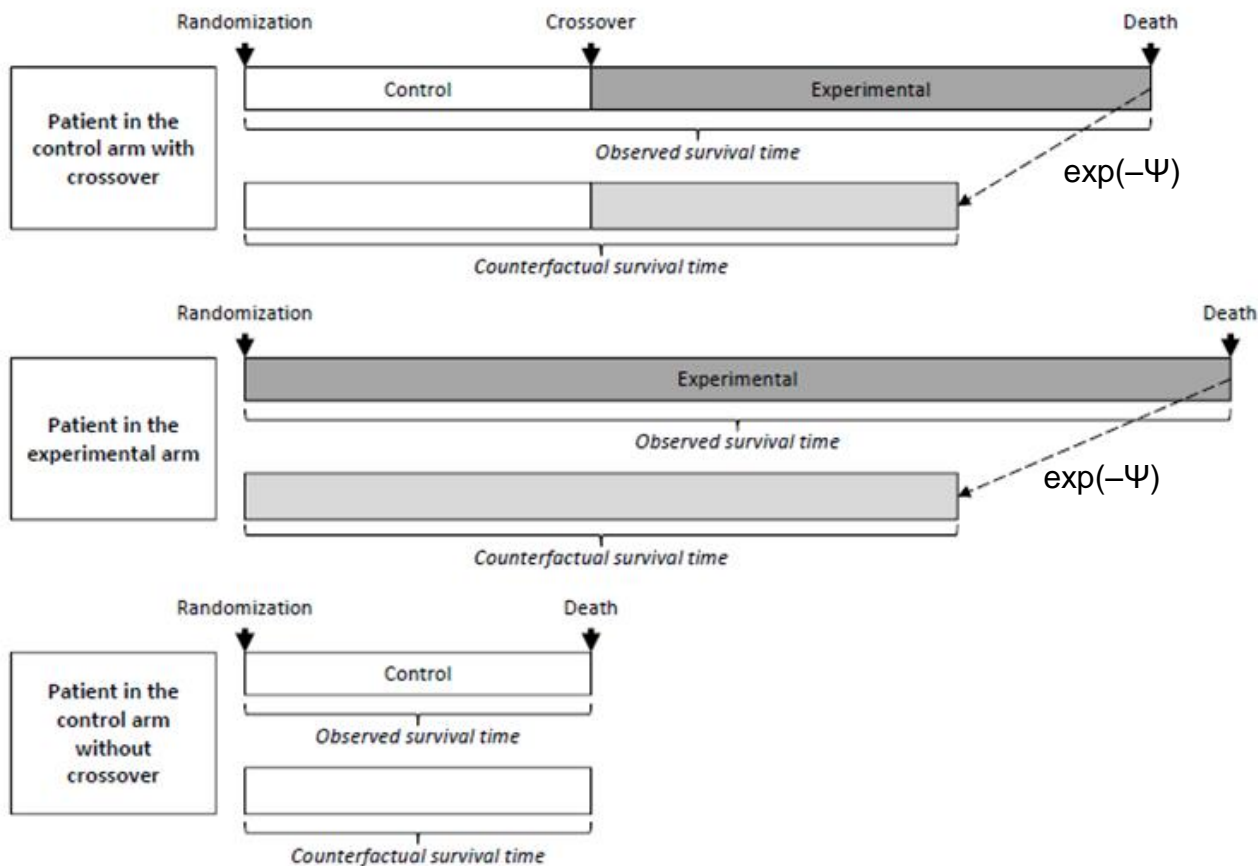 Randomization Crossover Death
Patient in the
control arm with
crossover
Control Experimental
Observed survival time
exp(–Ψ)
Counterfactual survival time
Randomization Death
Patient in the
experimental arm
Experimental
Observed survival time
exp(–Ψ)
Counterfactual survival time
Randomization Death
Patient in the
control arm
without
crossover
Control
Observed survival time
Counterfactual survival time